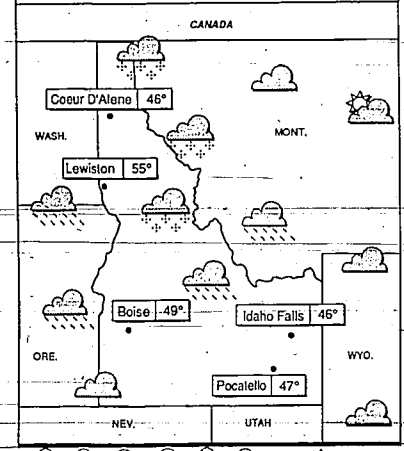 CANADA
Coeur D'Alene 46°
WASH.
MONT.
Lewiston 55°
Boise 49°
Idaho Falls 46°
ORE.
WYO.
Pocatello 47°
NEV.
UTAH